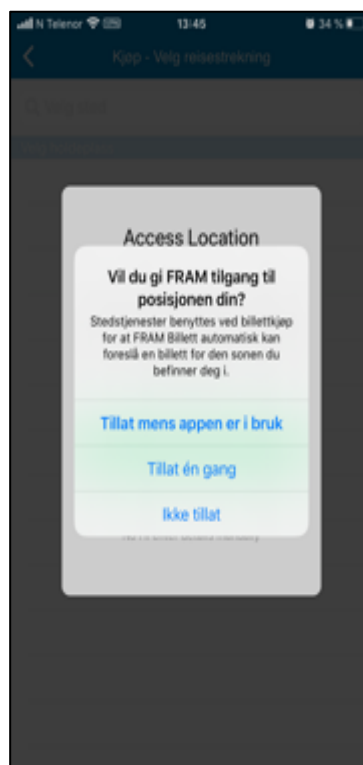 N Telenor
13:45
34 %
Kjøp - Velg reisestrekning
Access Location
Vil du gi FRAM tilgang til
posisjonen din?
Stedstjenester benyttes ved billettkjøp
for at FRAM Billett automatisk kan
foreslå en billett for den sonen du
befinner deg i.
Tillat mens appen er i bruk
Tillat én gang
Ikke tillat